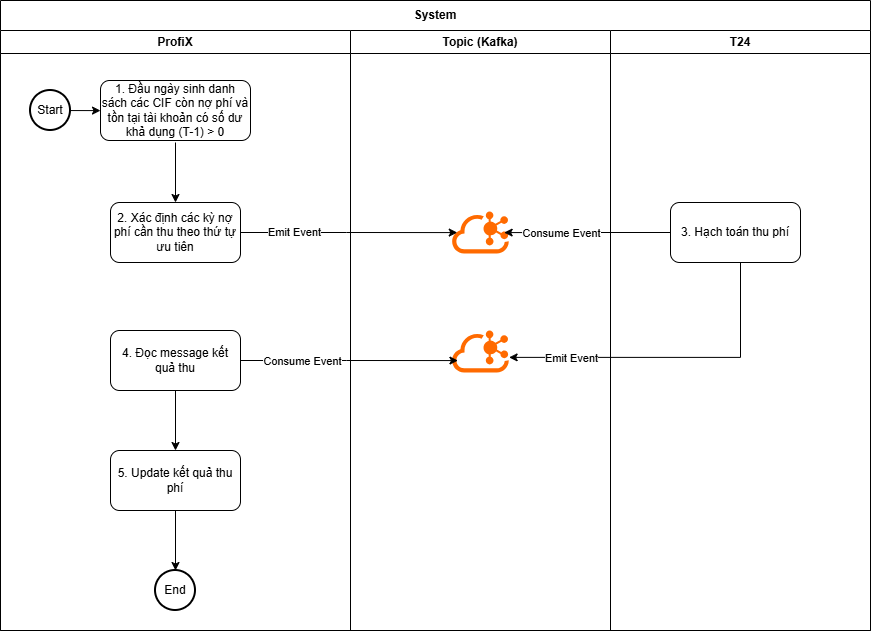 System
ProfiX
Topic (Kafka)
T24
Start
1. Đầu ngày sinh danh
sách các CIF còn nợ phí và
tồn tại tài khoản có số dư
khả dụng (T-1) > 0
2. Xác định các kỳ nợ
phí cần thu theo thứ tự
ưu tiên
Emit Event
Consume Event
3. Hạch toán thu phí
4. Đọc message kết
quả thu
Consume Event
Emit Event
5. Update kết quả thu
phí
End